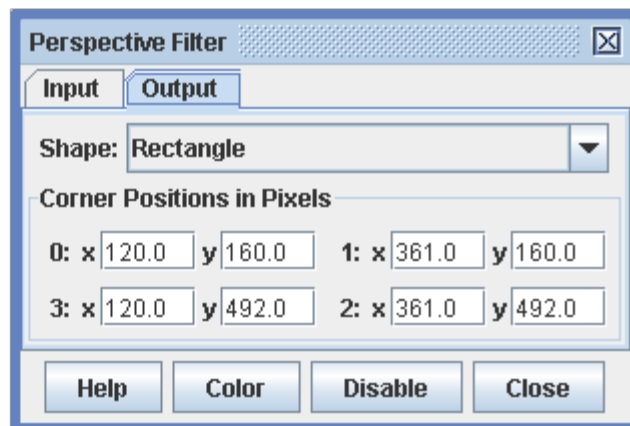 Perspective Filter
Input Output
Shape: Rectangle
Corner Positions in Pixels
0: x 120.0 y 160.0 1: x 361.0 y 160.0
3: x 120.0 y 492.0 2: x 361.0 y 492.0
Help Color Disable Close